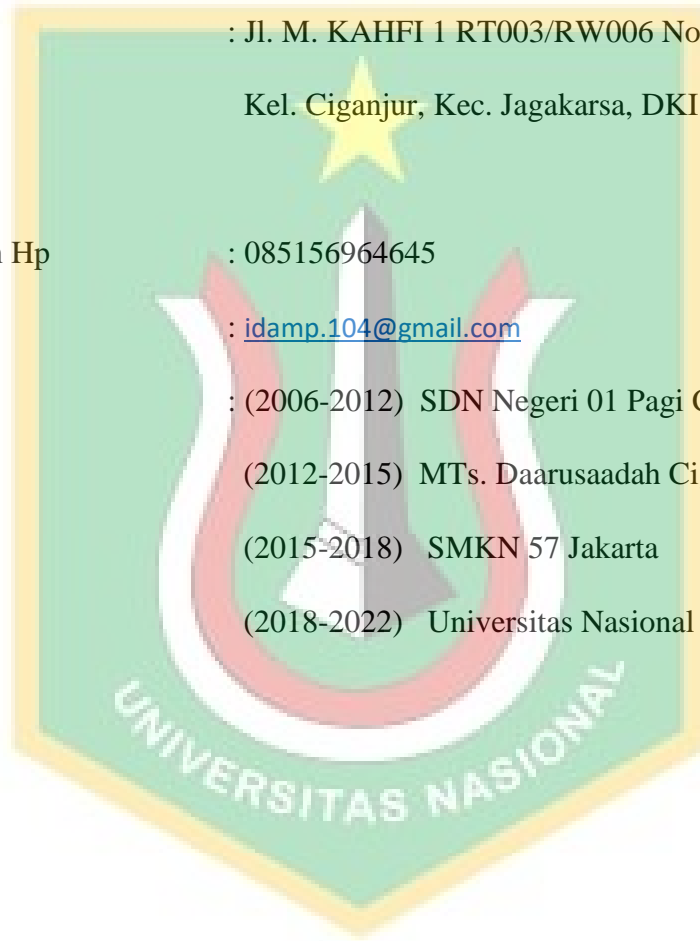 : Jl. M. KAHFI 1 RT003/RW006 No
Kel. Ciganjur, Kec. Jagakarsa, DKI
Hp : 085156964645
: idamp.104@gmail.com
: (2006-2012) SDN Negeri 01 Pagi
(2012-2015) MTs. Daarusaadah Ci
(2015-2018) SMKN 57 Jakarta
(2018-2022) Universitas Nasional
UNIVERSITAS NASIONAL